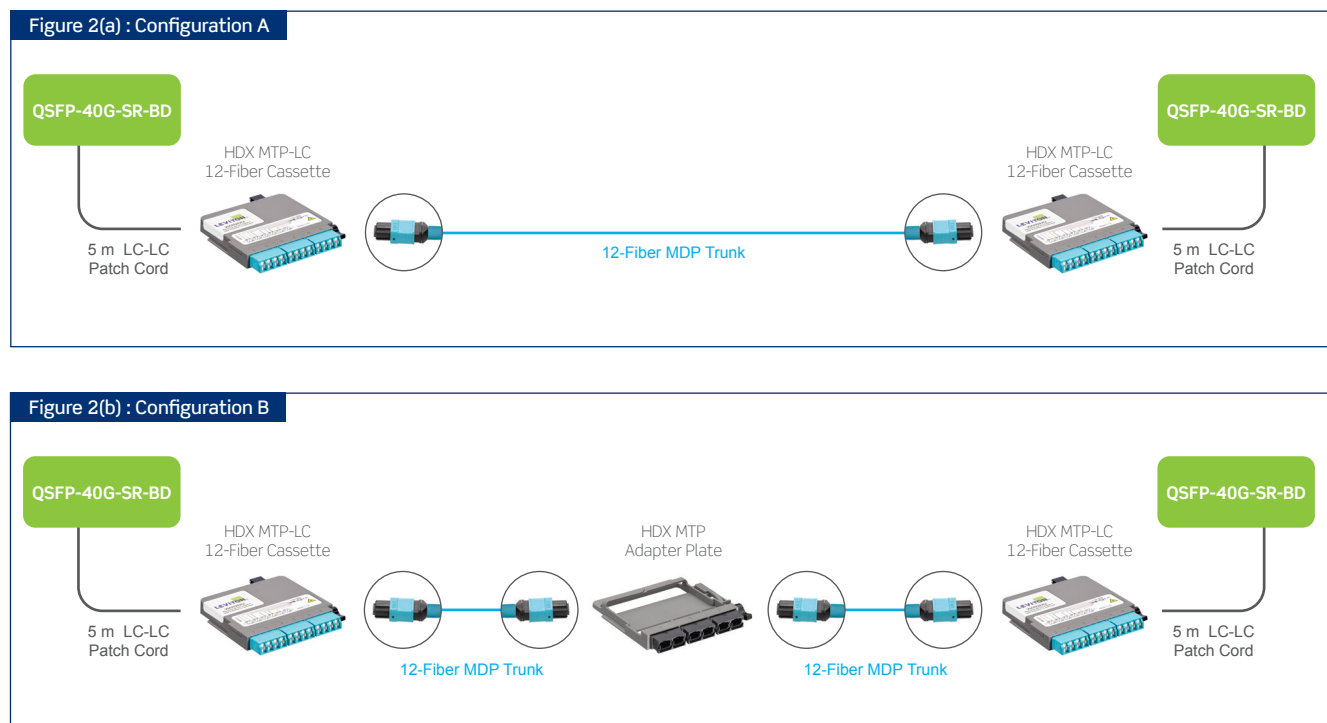 Figure 2(a) : Configuration A
QSFP-40G-SR-BD
QSFP-40G-SR-BD
HDX MTP-LC
12-Fiber Cassette
HDX MTP-LC
12-Fiber Cassette
LEVITON
LEVITON
5 m LC-LC
Patch Cord
12-Fiber MDP Trunk
5 m LC-LC
Patch Cord
Figure 2(b) : Configuration B
QSFP-40G-SR-BD
QSFP-40G-SR-BD
HDX MTP-LC
12-Fiber Cassette
HDX MTP
Adapter Plate
HDX MTP-LC
12-Fiber Cassette
LEVITON
LEVITON
5 m LC-LC
Patch Cord
12-Fiber MDP Trunk
12-Fiber MDP Trunk
5 m LC-LC
Patch Cord